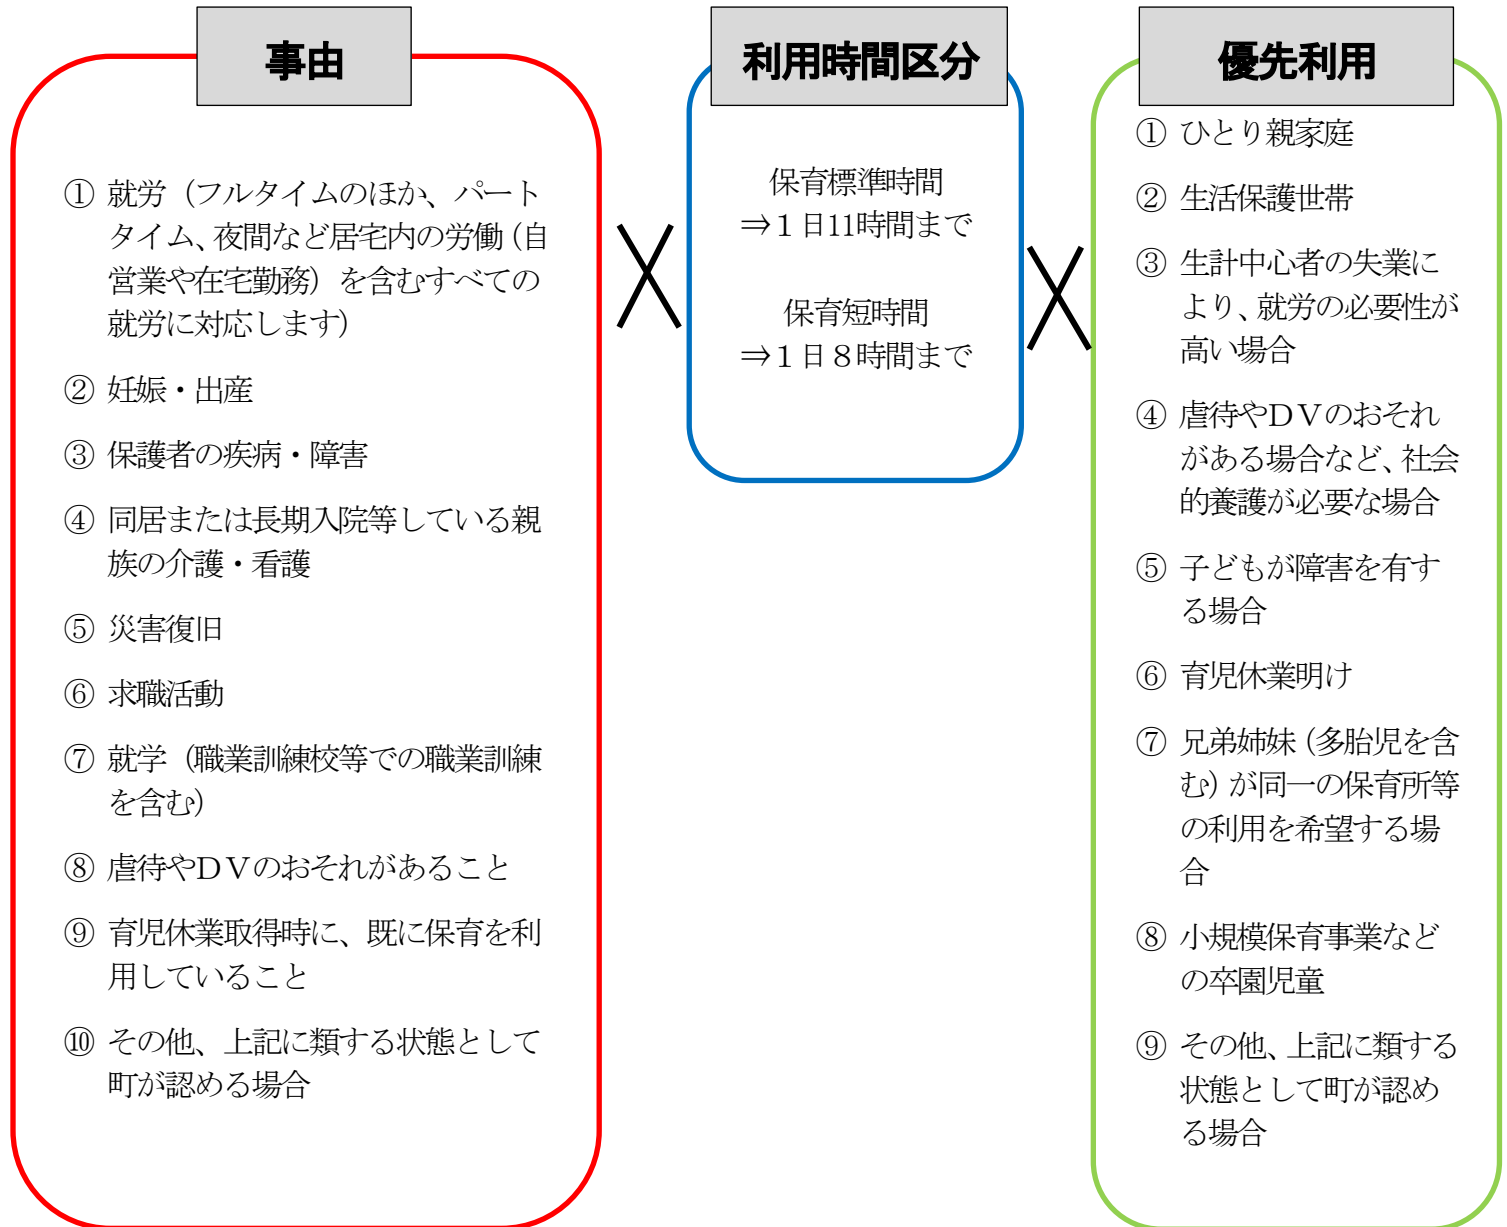 事由
① 就労（フルタイムのほか、パート
タイム、夜間など居宅内の労働（自
営業や在宅勤務）を含むすべての
就労に対応します）
② 妊娠・出産
③ 保護者の疾病・障害
④ 同居または長期入院等している親
族の介護・看護
⑤ 災害復旧
⑥ 求職活動
⑦ 就学（職業訓練校等での職業訓練
を含む）
⑧ 虐待やＤＶのおそれがあること
⑨ 育児休業取得時に、既に保育を利
用していること
⑩ その他、上記に類する状態として
町が認める場合
利用時間区分
保育標準時間
⇒１日11時間まで
保育短時間
⇒１日８時間まで
優先利用
① ひとり親家庭
② 生活保護世帯
③ 生計中心者の失業に
より、就労の必要性が
高い場合
④ 虐待やＤＶのおそれ
がある場合など、社会
的養護が必要な場合
⑤ 子どもが障害を有す
る場合
⑥ 育児休業明け
⑦ 兄弟姉妹（多胎児を含
む）が同一の保育所等
の利用を希望する場
合
⑧ 小規模保育事業など
の卒園児童
⑨ その他、上記に類する
状態として町が認め
る場合